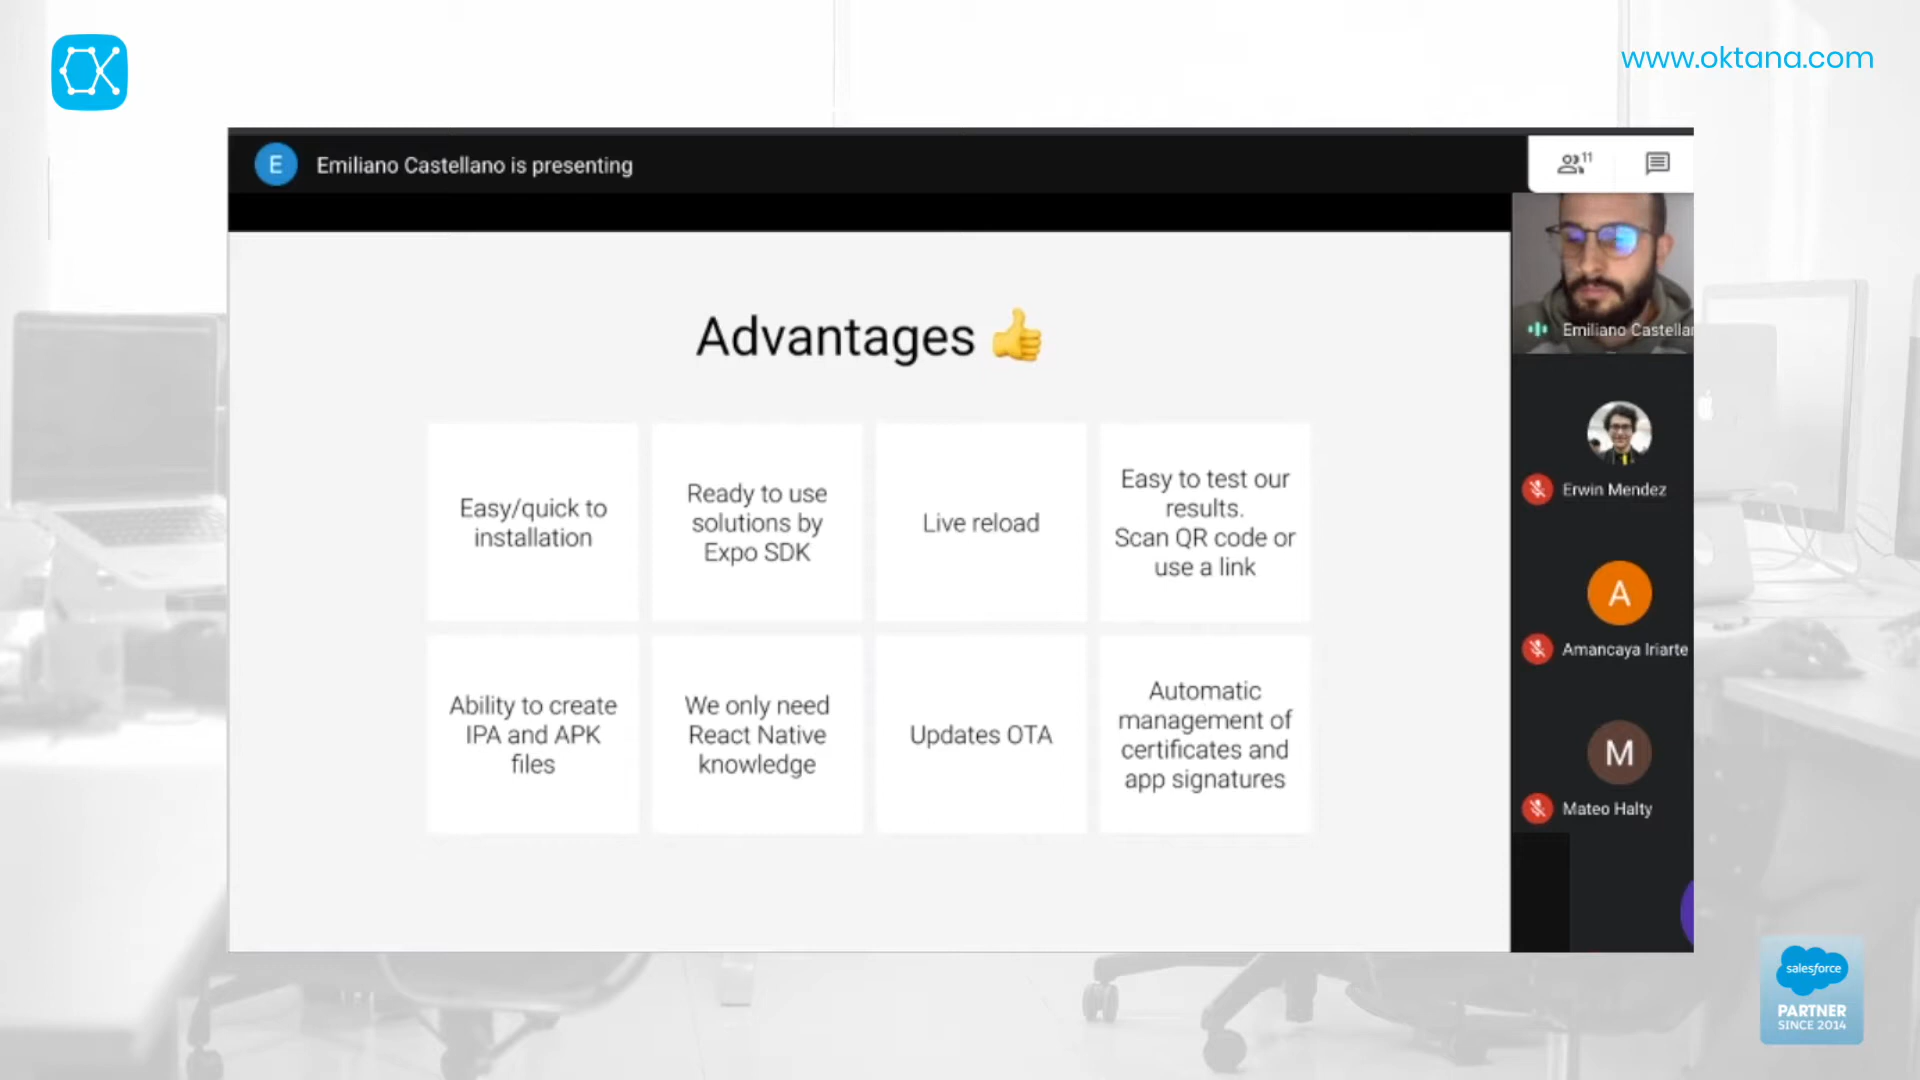 www.oktana.com
E
Emiliano Castellano is presenting
11
Advantages 👍
Easy/quick to
installation
Ready to use
solutions by
Expo SDK
Live reload
Easy to test our
results.
Scan QR code or
use a link
Ability to create
IPA and APK
files
We only need
React Native
knowledge
Updates OTA
Automatic
management of
certificates and
app signatures
Emiliano Castella
Erwin Mendez
A
Amancaya Iriarte
M
Mateo Halty
salesforce
PARTNER
SINCE 2014